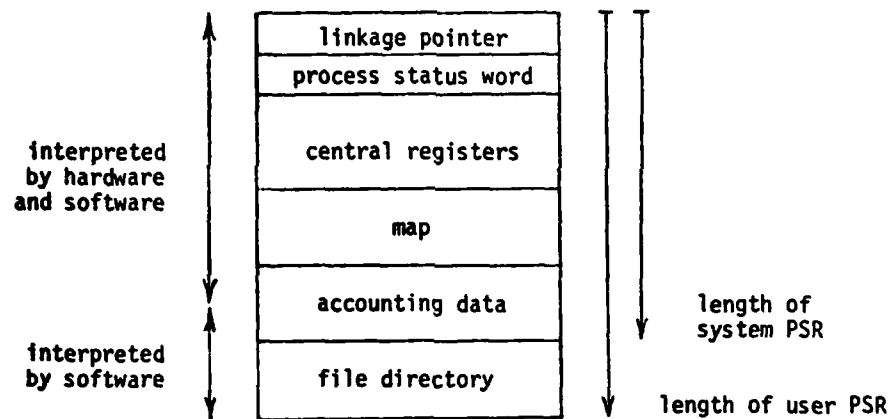 linkage pointer
process status word
central registers
map
accounting data
file directory
interpreted
by hardware
and software
interpreted
by software
length of
system PSR
length of user PSR